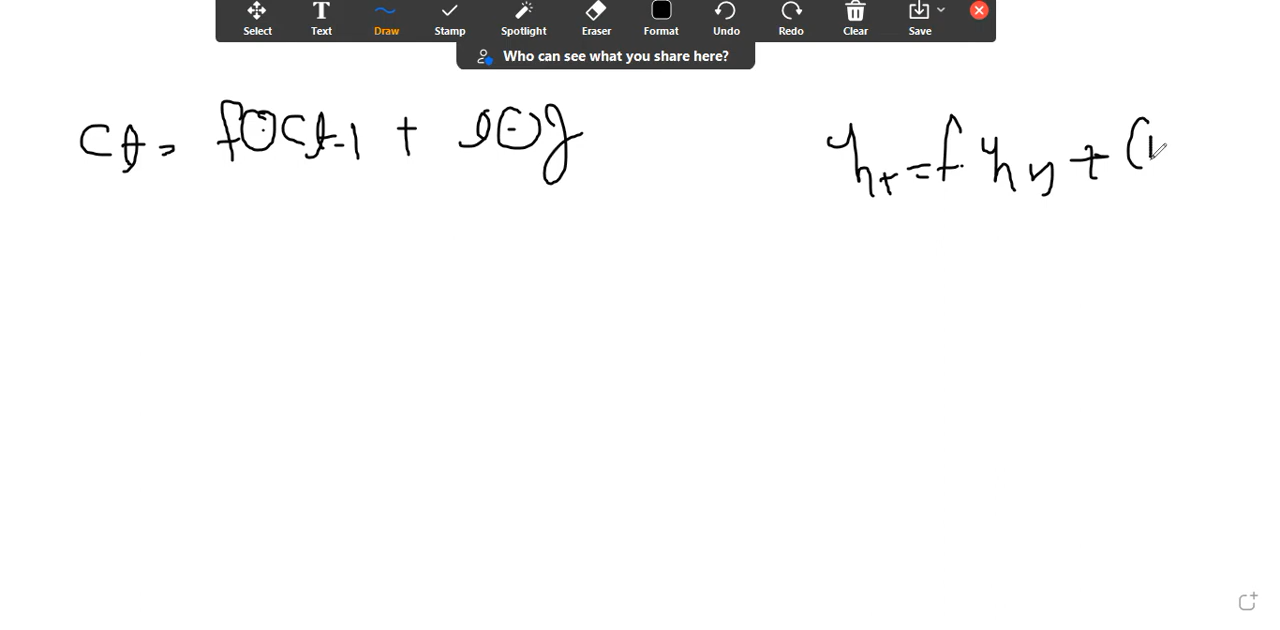 Select Text Draw Stamp Spotlight Eraser Format Undo Redo Clear Save
Who can see what you share here?
Ct = f⊙Ct-1 + i⊙g
ht = f h + (1